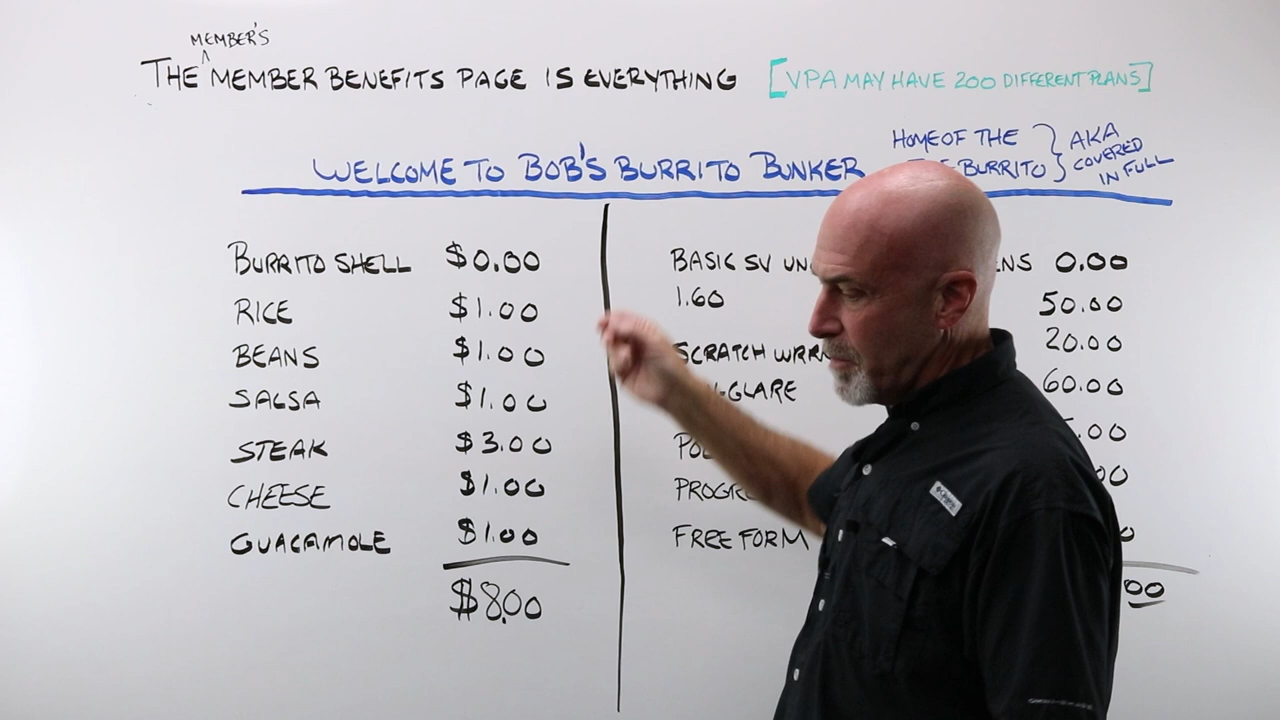 MEMBER'S
THE ^ MEMBER BENEFITS PAGE IS EVERYTHING [VPA MAY HAVE 200 DIFFERENT PLANS]
WELCOME TO BOB'S BURRITO BUNKER
HOME OF THE
BURRITO
AKA
COVERED
IN FULL
BURRITO SHELL $0.00
RICE $1.00
BEANS $1.00
SALSA $1.00
STEAK $3.00
CHEESE $1.00
GUACAMOLE $1.00
$8.00
BASIC SV 0.00
1.60 50.00
SCRATCH 20.00
GLARE 60.00
.00
00
FREE FORM
00